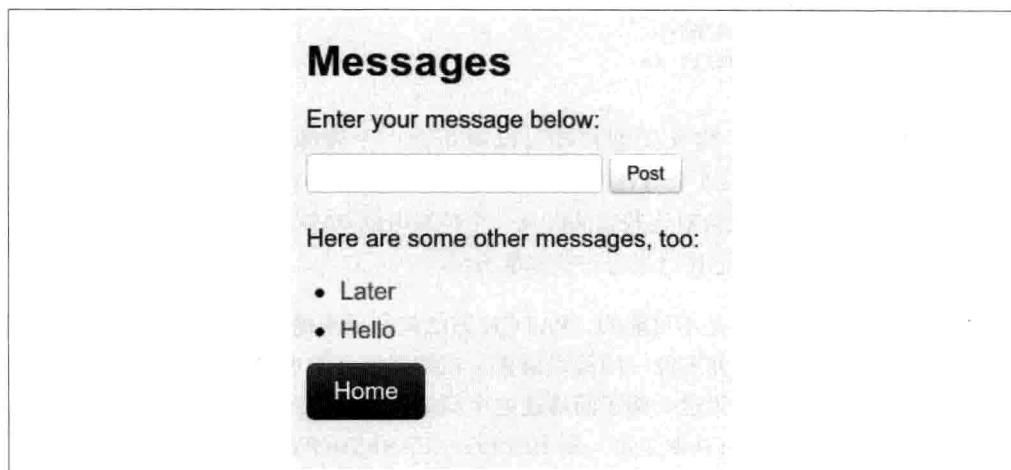 Messages
Enter your message below:
Post
Here are some other messages, too:
• Later
• Hello
Home